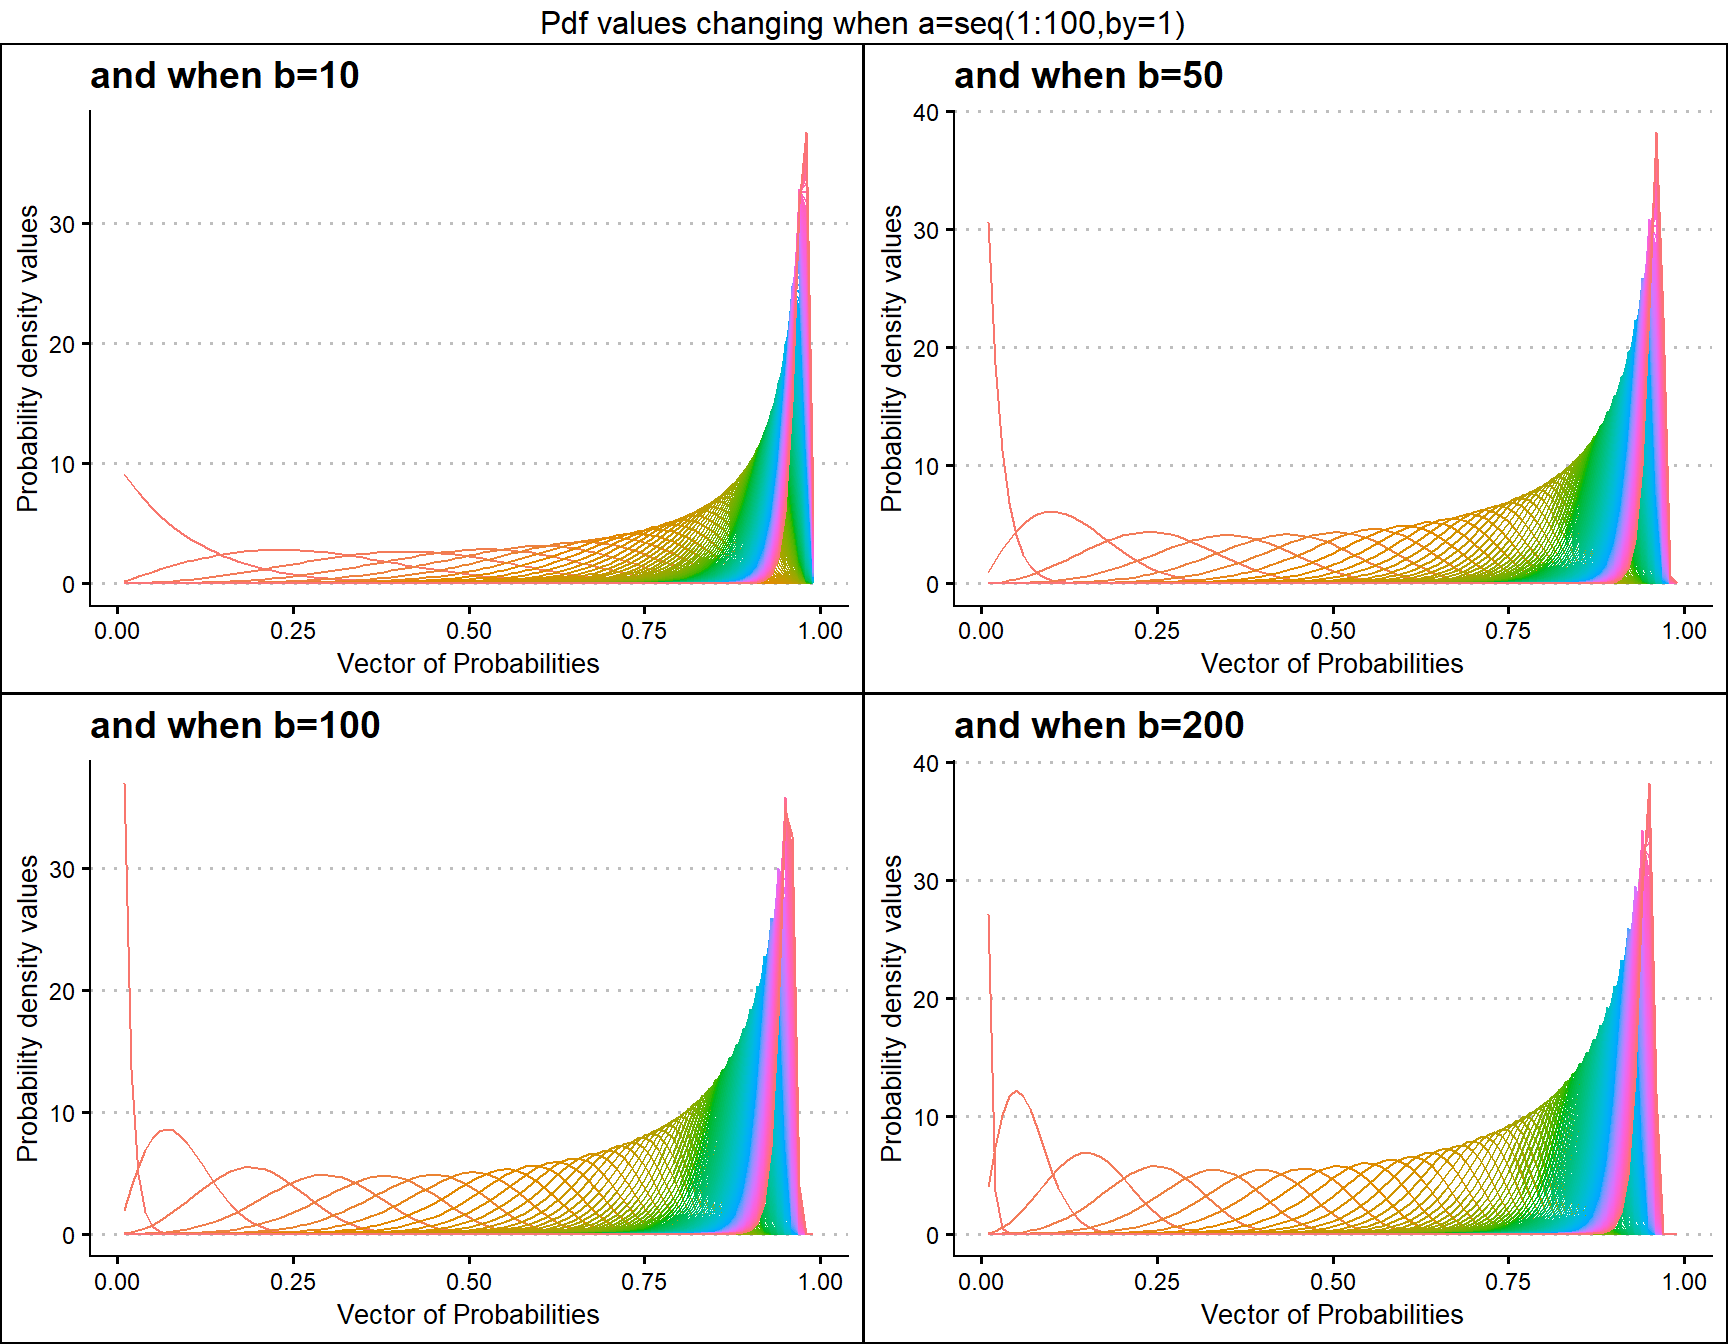 Pdf values changing when a=seq(1:100,by=1)
and when b=10
Probability density values
30
20
10
0
0.00 0.25 0.50 0.75 1.00
Vector of Probabilities
and when b=50
Probability density values
40
30
20
10
0
0.00 0.25 0.50 0.75 1.00
Vector of Probabilities
and when b=100
Probability density values
30
20
10
0
0.00 0.25 0.50 0.75 1.00
Vector of Probabilities
and when b=200
Probability density values
40
30
20
10
0
0.00 0.25 0.50 0.75 1.00
Vector of Probabilities